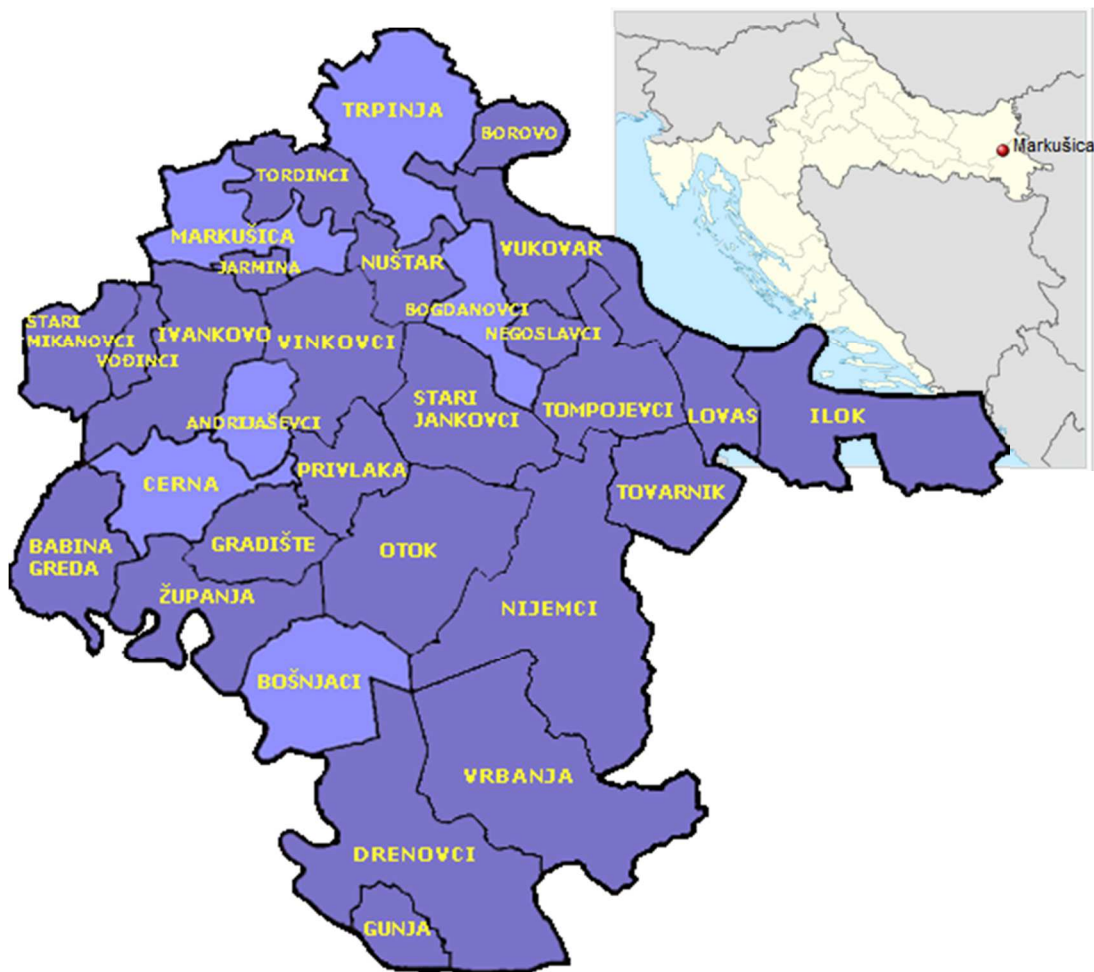 TRPINJA
BOROVO
Markušica
TORDINCI
MARKUŠICA
VUKOVAR
NUŠTAR
JARMINA
BOGDANOVCI
STARI
MIKANOVCI
IVANKOVO
VINKOVCI
NEGOSLAVCI
VOĐINCI
STARI
JANKOVCI
TOMPOJEVCI
LOVAS
ILOK
ANDRIJAŠEVCI
PRIVLAKA
CERNA
TOVARNIK
BABINA
GREDA
GRADIŠTE
OTOK
ŽUPANJA
NIJEMCI
BOŠNJACI
VRBANJA
DRENOVCI
GUNJA